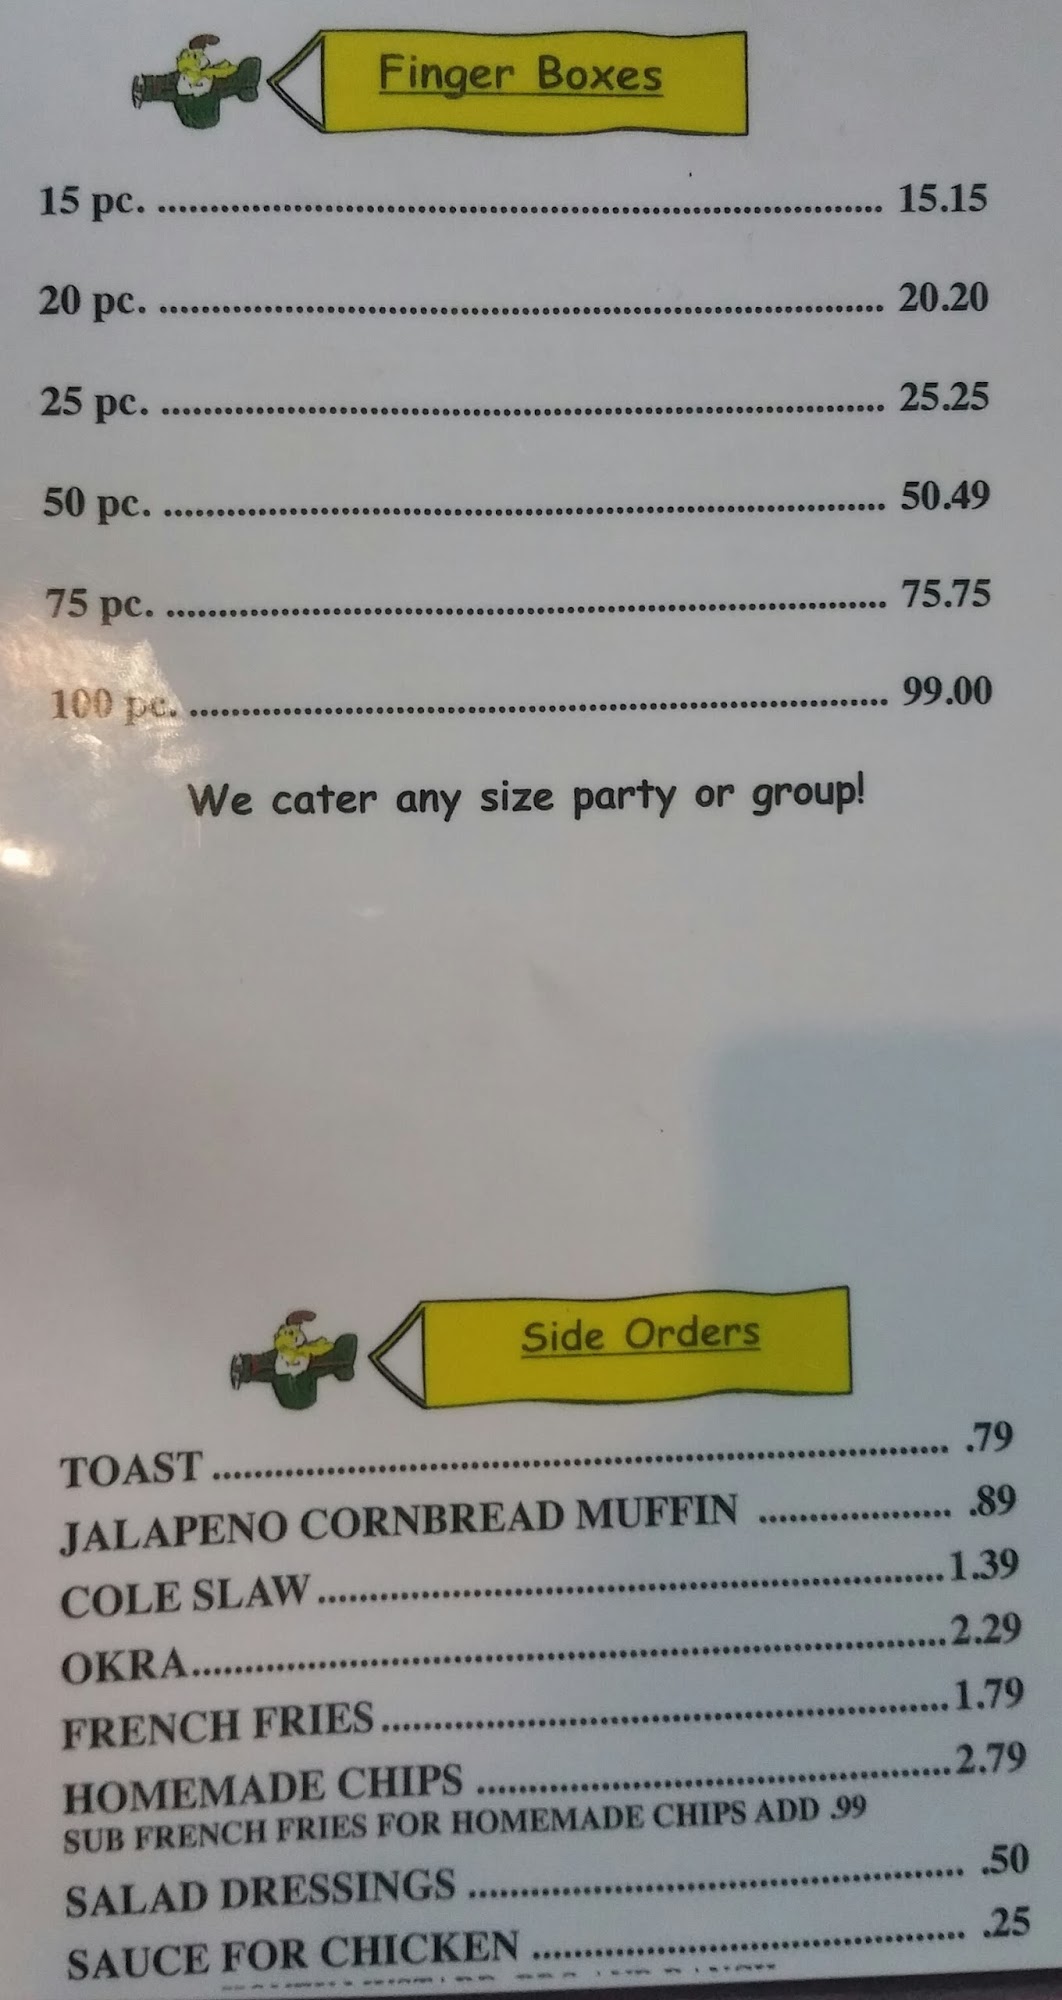 Finger Boxes
15 pc. ........................................ 15.15
20 pc. ........................................ 20.20
25 pc. ........................................ 25.25
50 pc. ........................................ 50.49
75 pc. ........................................ 75.75
100 pc. ........................................ 99.00
We cater any size party or group!
Side Orders
TOAST ........................................ .79
JALAPENO CORNBREAD MUFFIN ................... .89
COLE SLAW........................................1.39
OKRA........................................2.29
FRENCH FRIES........................................1.79
HOMEMADE CHIPS ........................................2.79
SUB FRENCH FRIES FOR HOMEMADE CHIPS ADD .99
SALAD DRESSINGS ........................................ .50
SAUCE FOR CHICKEN ........................................ .25